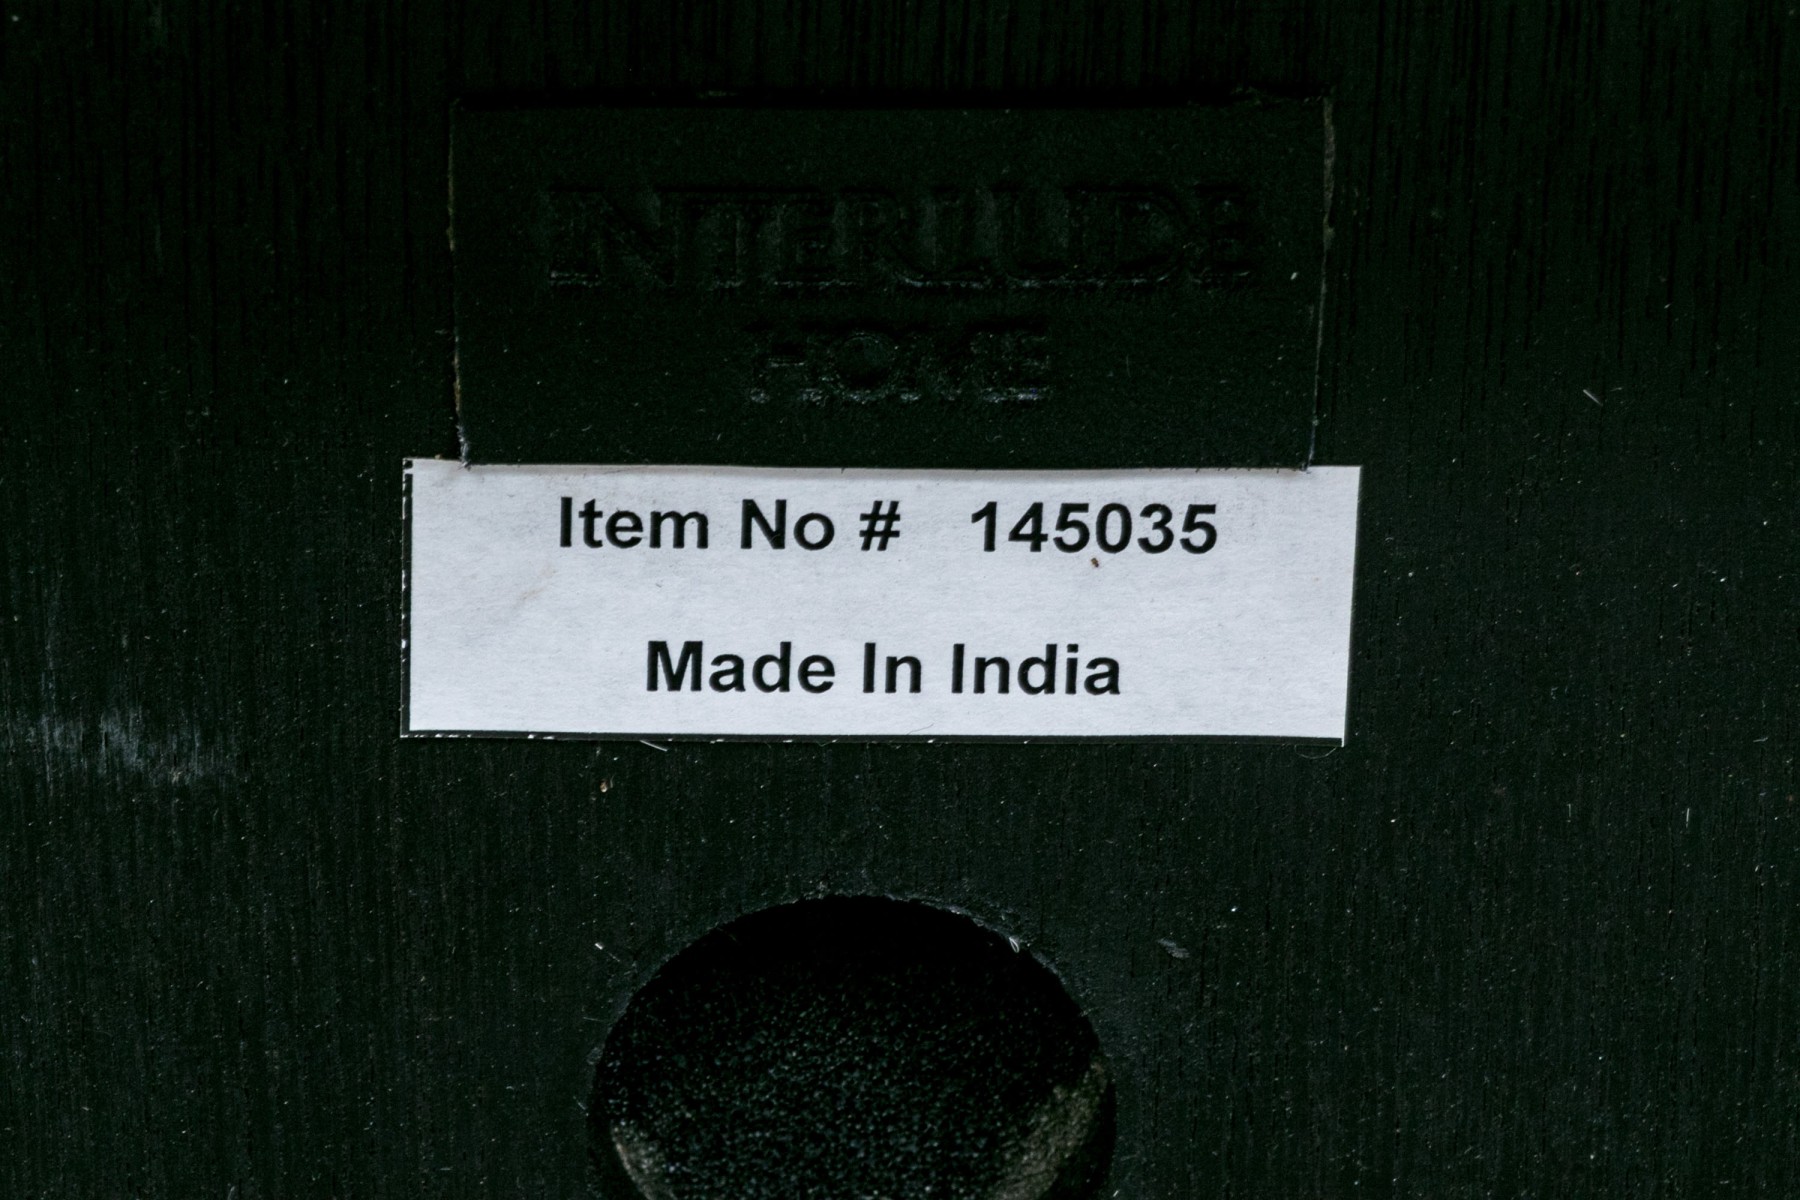 INTERLUDE
HOME
Item No # 145035
Made In India